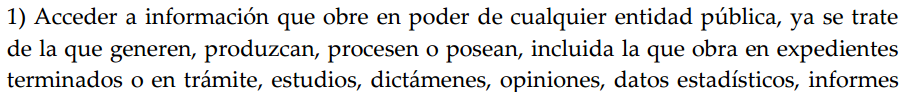 1) Acceder a información que obre en poder de cualquier entidad pública, ya se trate
de la que generen, produzcan, procesen o posean, incluida la que obra en expedientes
terminados o en trámite, estudios, dictámenes, opiniones, datos estadísticos, informes